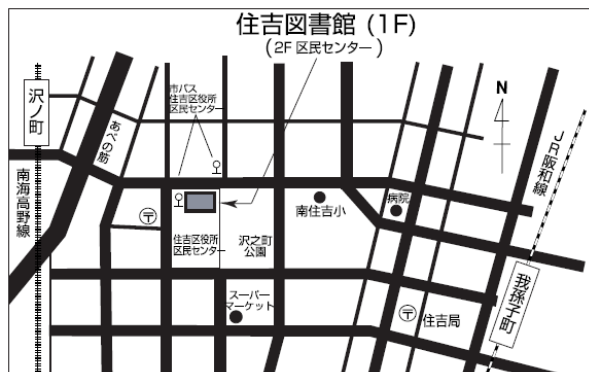 住吉図書館 (1F)
(2F 区民センター)
市バス
住吉区役所
区民センター
沢ノ町
あべの筋
南海高野線
N
JR阪和線
〒
住吉区役所
区民センター
沢之町
公園
南住吉小
病院
スーパー
マーケット
〒
住吉局
我孫子町